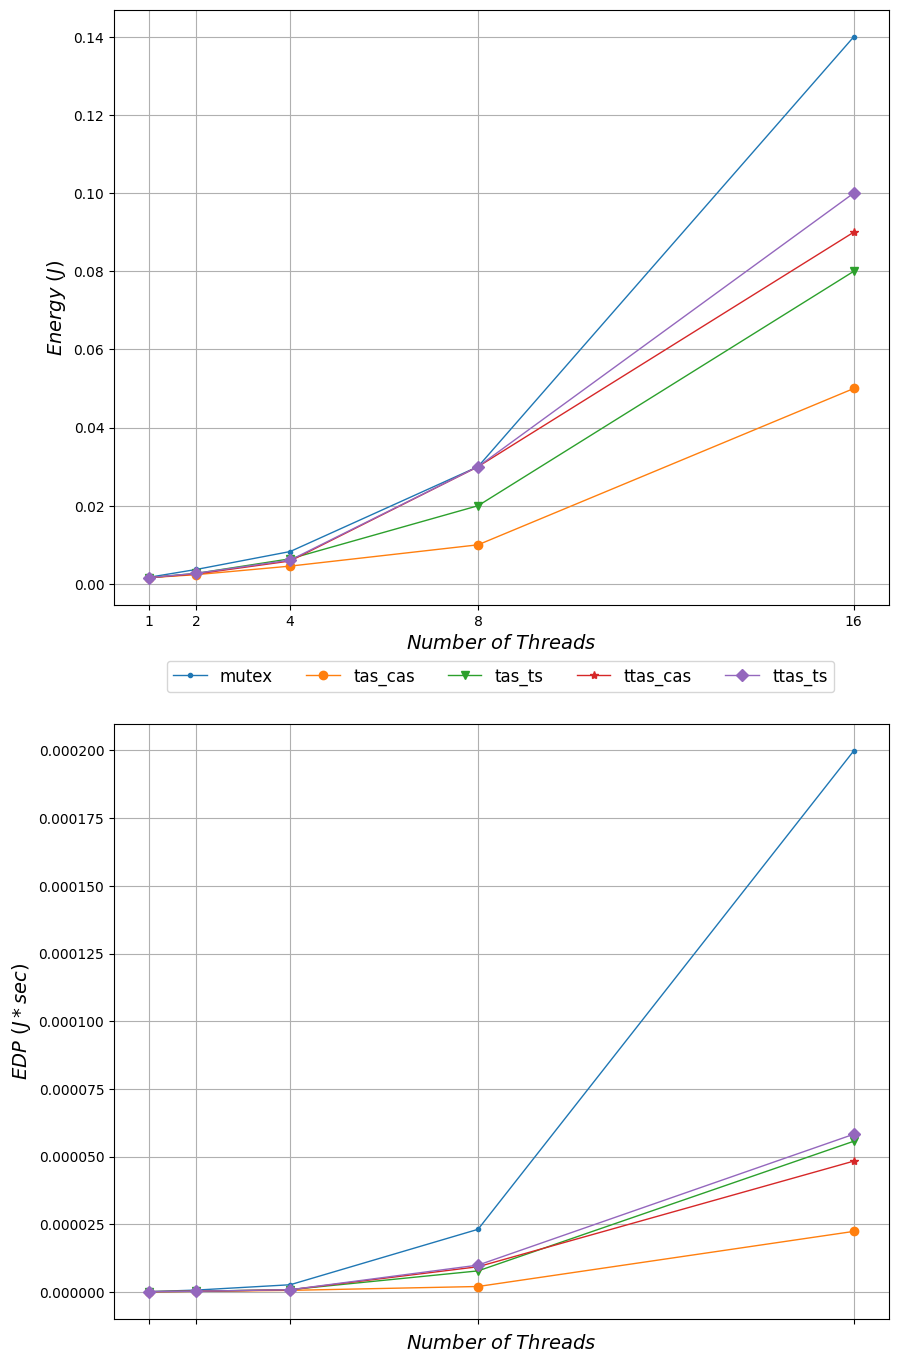 0.14
0.12
0.10
0.08
0.06
0.04
0.02
0.00
Energy (J)
1 2 4 8 16
Number of Threads
mutex tas_cas tas_ts ttas_cas ttas_ts
0.000200
0.000175
0.000150
0.000125
0.000100
0.000075
0.000050
0.000025
0.000000
EDP (J * sec)
Number of Threads